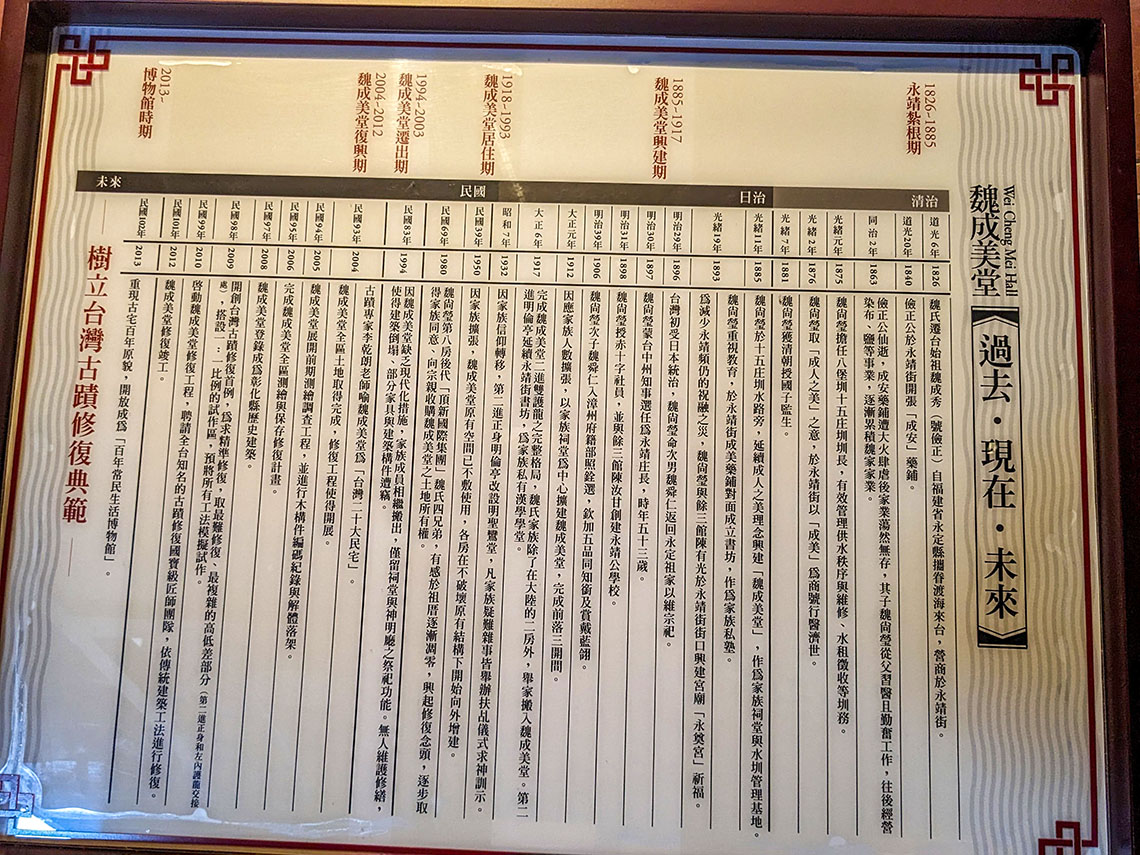 Wei Cheng Mei Hall
魏成美堂
【過去・現在・未來】
1826~1885
永靖紮根期
1885~1917
魏成美堂興建期
1918~1993
魏成美堂居住期
1994~2003
魏成美堂遷出期
2004~2012
魏成美堂復興期
2013~
博物館時期
清治
日治
民國
未來
道光6年 1826 魏氏遷台始祖魏成秀（號儉正）自福建省永定縣攜眷渡海來台，營商於永靖街。
道光20年 1840 儉正公於永靖街開張「成安」藥鋪。
同治2年 1863 儉正公仙逝，成安藥鋪遭大火肆虐後家業蕩然無存，其子魏尙瑩從父習醫且勤奮工作，往後經營
染布、鹽等事業，逐漸累積魏家家業。
光緒元年 1875 魏尙瑩擔任八堡圳十五庄圳圳長，有效管理供水秩序與維修、水租徵收等圳務。
光緒2年 1876 魏尙瑩取「成人之美」之意，於永靖街以「成美」爲商號行醫濟世。
光緒7年 1881 魏尙瑩獲清朝授國子監生。
光緒11年 1885 魏尙瑩於十五庄圳水路旁，延續成人之美理念興建「魏成美堂」，作爲家族祠堂與水圳管理基地。
魏尙瑩重視教育，於永靖街成美藥鋪對面成立書坊，作爲家族私塾。
光緒19年 1893 爲減少永靖頻仍的祝融之災，魏尙瑩與餘三館陳有光於永靖街街口興建宮廟「永奠宮」祈福。
明治29年 1896 台灣初受日本統治，魏尙瑩命次男魏舜仁返回永定祖家以維宗祀。
明治30年 1897 魏尙瑩蒙台中州知事選任爲永靖庄長，時年五十三歲。
明治31年 1898 魏尙瑩授赤十字社員，並與餘三館陳汝甘創建永靖公學校。
明治39年 1906 魏尙瑩次子魏舜仁入漳州府籍部照銓選，欽加五品同知銜及賞戴藍翎。
大正元年 1912 因應家族人數擴張，以家族祠堂爲中心擴建魏成美堂，完成前落三開間。
大正6年 1917 完成魏成美堂二進雙護龍之完整格局，魏氏家族除了在大陸的二房外，舉家搬入魏成美堂。第二
進明倫亭延續永靖街書坊，爲家族私有漢學學堂。
昭和7年 1932 因家族信仰轉移，第二進正身明倫亭改設明聖鸞堂，凡家族疑難雜事皆舉辦扶乩儀式求神訓示。
民國39年 1950 因家族擴張，魏成美堂原有空間已不敷使用，各房在不破壞原有結構下開始向外增建。
民國69年 1980 魏尙瑩第八房後代「頂新國際集團」魏氏四兄弟，有感於祖厝逐漸凋零，興起修復念頭，逐步取
得家族同意，向宗親收購魏成美堂之土地所有權。
民國83年 1994 因魏成美堂缺乏現代化措施，家族成員相繼搬出，僅留祠堂與神明廳之祭祀功能。無人維護修繕，
使得建築倒塌、部分家具與建築構件遭竊。
民國93年 2004 古蹟專家李乾朗老師喻魏成美堂爲「台灣二十大民宅」。
魏成美堂全區土地取得完成，修復工程使得開展。
民國94年 2005 魏成美堂展開前期測繪調查工程，並進行木構件編碼紀錄與解體落架。
民國95年 2006 完成魏成美堂全區測繪與保存修復計畫。
民國97年 2008 魏成美堂登錄成爲彰化縣歷史建築。
民國98年 2009 開創台灣古蹟修復首例，爲求精準修復，取最難修復、最複雜的高低差部分（第二進正身和左內護龍交接
處），搭設一：一比例的試作區，預將所有工法模擬試作。
民國99年 2010 啓動魏成美堂修復工程，聘請全台知名的古蹟修復國寶級匠師團隊，依傳統建築工法進行修復。
民國101年 2012 魏成美堂修復竣工。
民國102年 2013 重現古宅百年原貌，開放成爲「百年常民生活博物館」。
樹立台灣古蹟修復典範